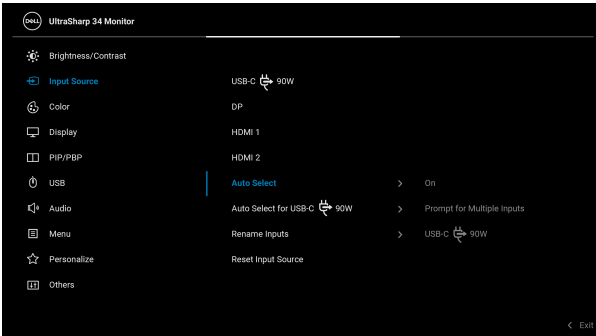 DELL UltraSharp 34 Monitor
Brightness/Contrast
Input Source USB-C 90W
Color DP
Display HDMI 1
PIP/PBP HDMI 2
USB Auto Select > On
Audio Auto Select for USB-C 90W > Prompt for Multiple Inputs
Menu Rename Inputs > USB-C 90W
Personalize Reset Input Source
Others
< Exit